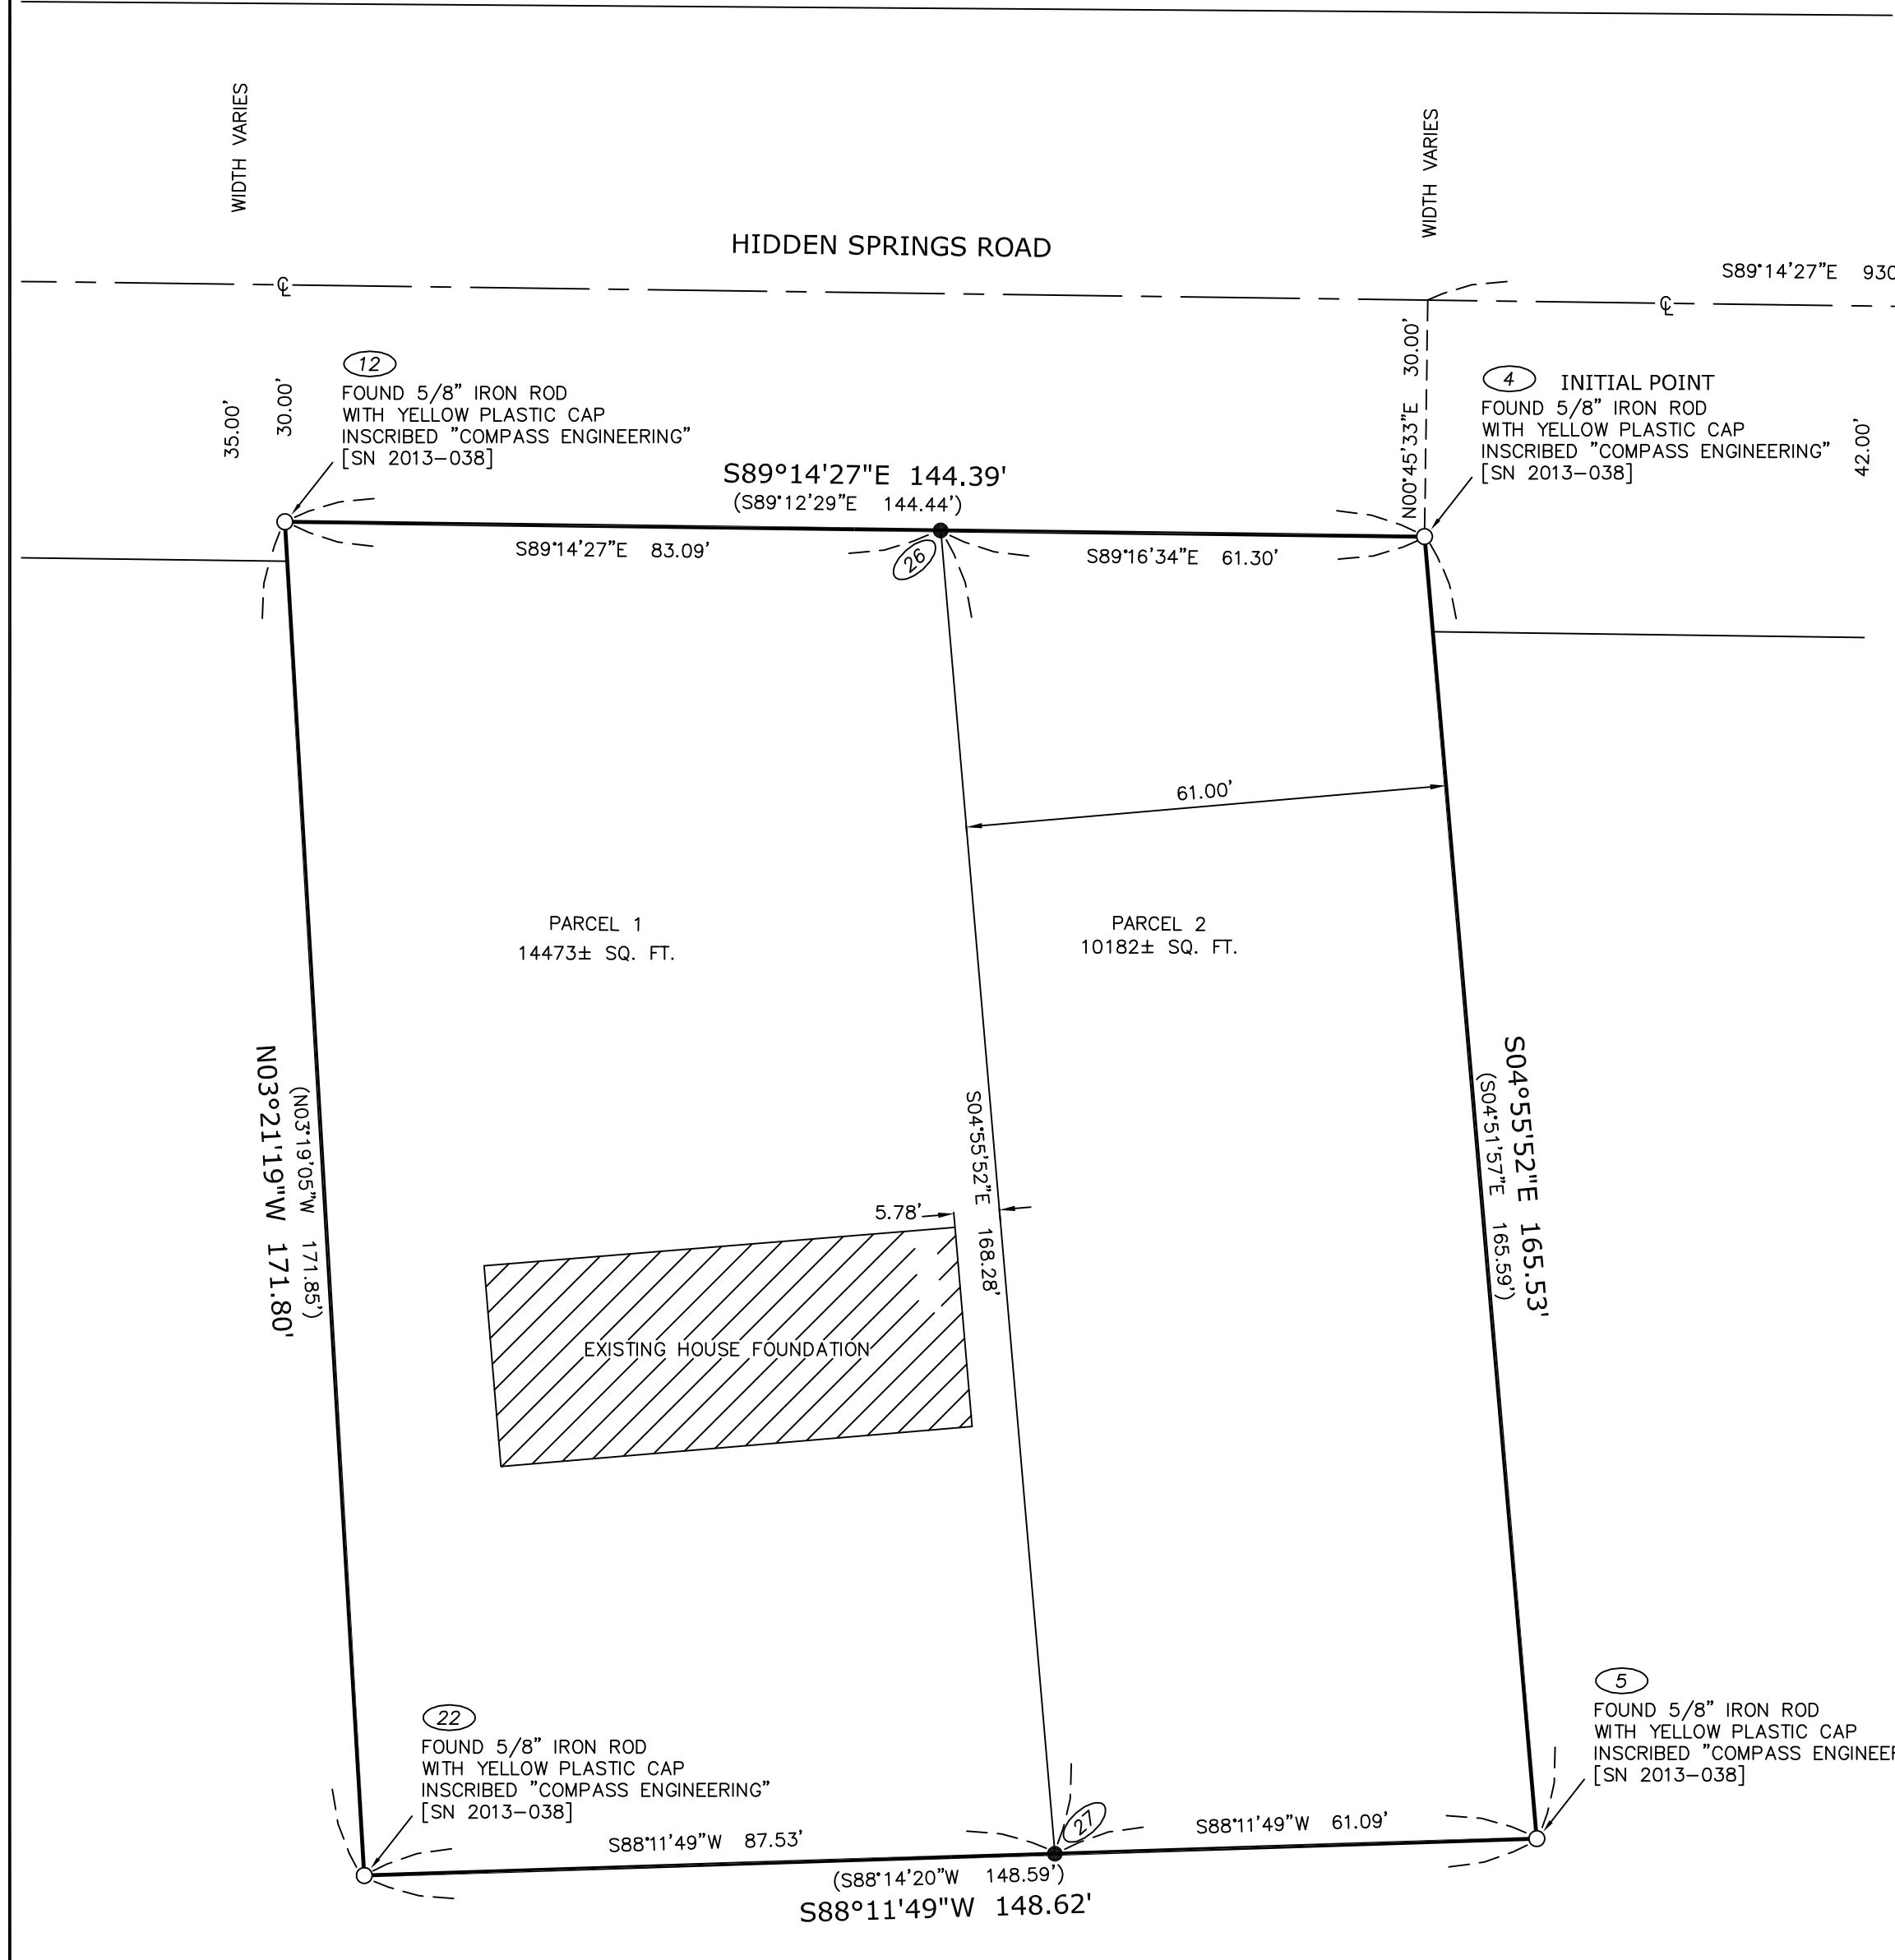 WIDTH VARIES
WIDTH VARIES
HIDDEN SPRINGS ROAD
S89°14'27"E 930
℄
℄
35.00'
30.00'
12
FOUND 5/8" IRON ROD
WITH YELLOW PLASTIC CAP
INSCRIBED "COMPASS ENGINEERING"
[SN 2013-038]
N00°45'33"E 30.00'
4 INITIAL POINT
FOUND 5/8" IRON ROD
WITH YELLOW PLASTIC CAP
INSCRIBED "COMPASS ENGINEERING"
[SN 2013-038]
42.00'
S89°14'27"E 144.39'
(S89°12'29"E 144.44')
S89°14'27"E 83.09'
26
S89°16'34"E 61.30'
61.00'
PARCEL 1
14473± SQ. FT.
PARCEL 2
10182± SQ. FT.
N03°21'19"W 171.80'
(N03°19'05"W 171.85')
S04°55'52"E 168.28'
S04°55'52"E 165.53'
(S04°51'57"E 165.59')
5.78'
EXISTING HOUSE FOUNDATION
22
FOUND 5/8" IRON ROD
WITH YELLOW PLASTIC CAP
INSCRIBED "COMPASS ENGINEERING"
[SN 2013-038]
5
FOUND 5/8" IRON ROD
WITH YELLOW PLASTIC CAP
INSCRIBED "COMPASS ENGINEER
[SN 2013-038]
27
S88°11'49"W 87.53'
S88°11'49"W 61.09'
(S88°14'20"W 148.59')
S88°11'49"W 148.62'